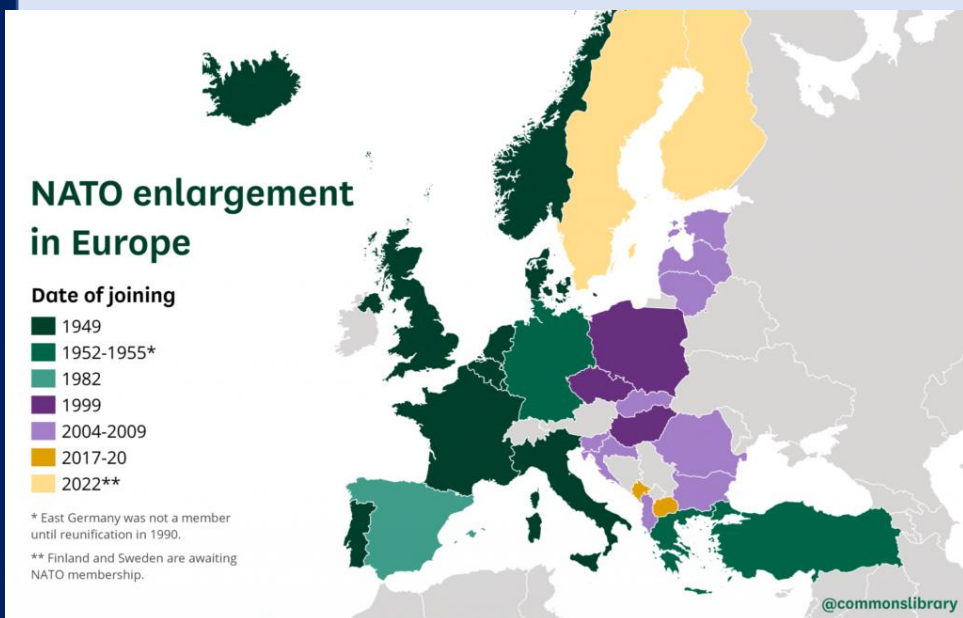 NATO enlargement
in Europe
Date of joining
1949
1952-1955*
1982
1999
2004-2009
2017-20
2022**
* East Germany was not a member
until reunification in 1990.
** Finland and Sweden are awaiting
NATO membership.
@commonslibrary